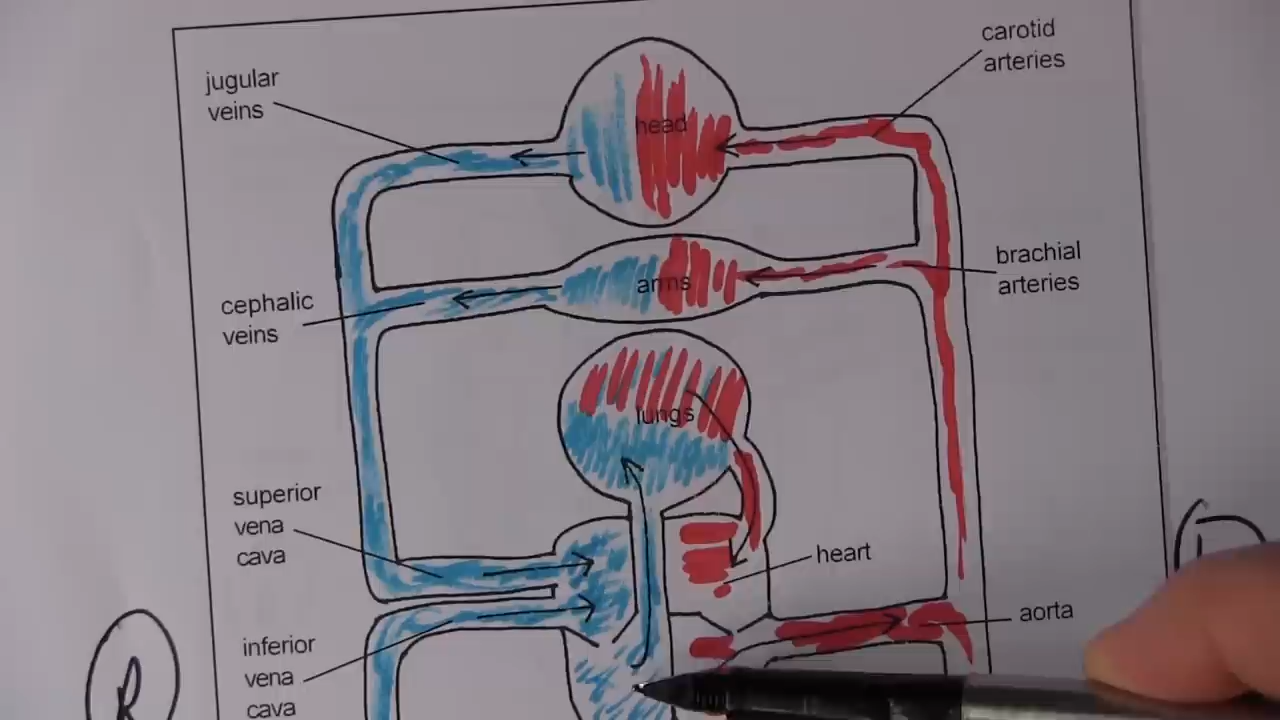 carotid
arteries
jugular
veins
head
brachial
arteries
arms
cephalic
veins
lungs
superior
vena
cava
heart
aorta
inferior
vena
cava
R